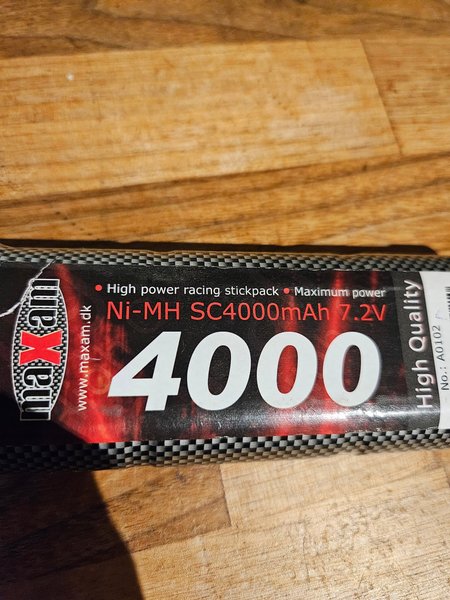 maXam
www.maxam.dk
• High power racing stickpack • Maximum power
Ni-MH SC4000mAh 7.2V
4000
High Quality
No.: A0102